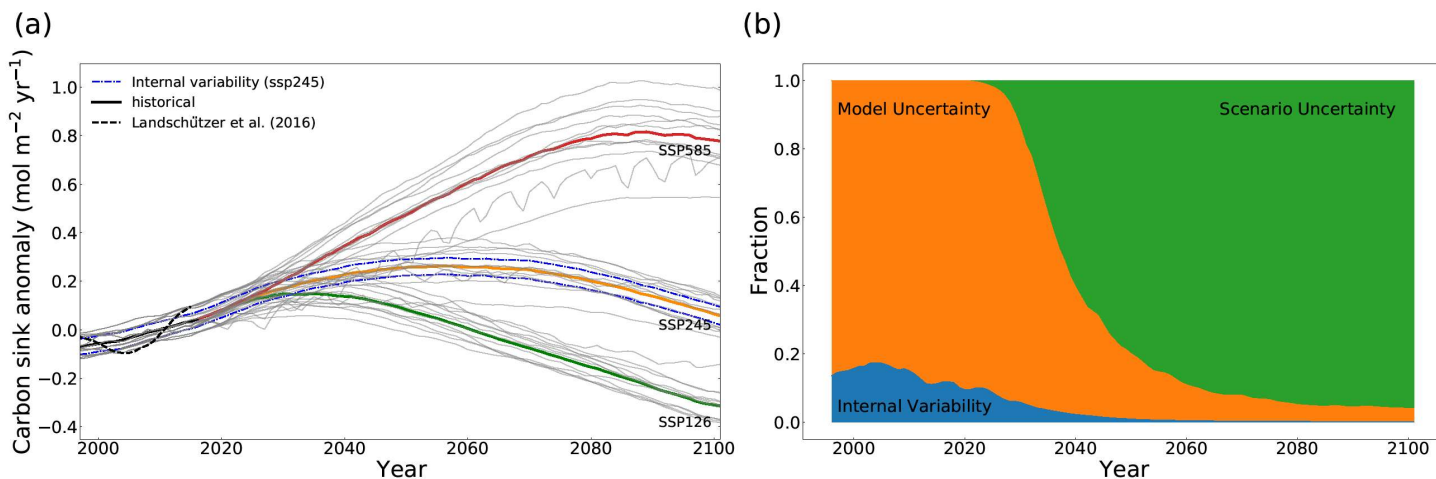 (a)
Carbon sink anomaly (mol m⁻² yr⁻¹)
1.0
0.8
0.6
0.4
0.2
0.0
−0.2
−0.4
Internal variability (ssp245)
historical
Landschützer et al. (2016)
SSP585
SSP245
SSP126
2000 2020 2040 2060 2080 2100
Year
(b)
Fraction
1.0
0.8
0.6
0.4
0.2
0.0
Model Uncertainty
Scenario Uncertainty
Internal Variability
2000 2020 2040 2060 2080 2100
Year